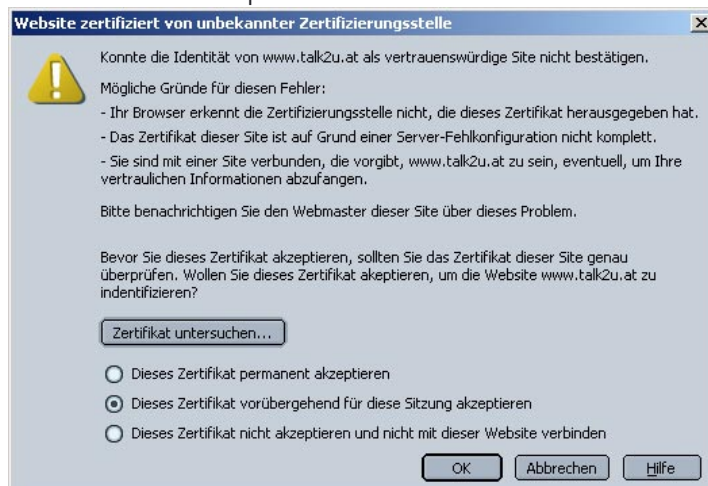 Website zertifiziert von unbekannter Zertifizierungsstelle
Konnte die Identität von www.talk2u.at als vertrauenswürdige Site nicht bestätigen.
Mögliche Gründe für diesen Fehler:
- Ihr Browser erkennt die Zertifizierungsstelle nicht, die dieses Zertifikat herausgegeben hat.
- Das Zertifikat dieser Site ist auf Grund einer Server-Fehlkonfiguration nicht komplett.
- Sie sind mit einer Site verbunden, die vorgibt, www.talk2u.at zu sein, eventuell, um Ihre
vertraulichen Informationen abzufangen.
Bitte benachrichtigen Sie den Webmaster dieser Site über dieses Problem.
Bevor Sie dieses Zertifikat akzeptieren, sollten Sie das Zertifikat dieser Site genau
überprüfen. Wollen Sie dieses Zertifikat akeptieren, um die Website www.talk2u.at zu
indentifizieren?
Zertifikat untersuchen...
Dieses Zertifikat permanent akzeptieren
Dieses Zertifikat vorübergehend für diese Sitzung akzeptieren
Dieses Zertifikat nicht akzeptieren und nicht mit dieser Website verbinden
OK Abbrechen Hilfe